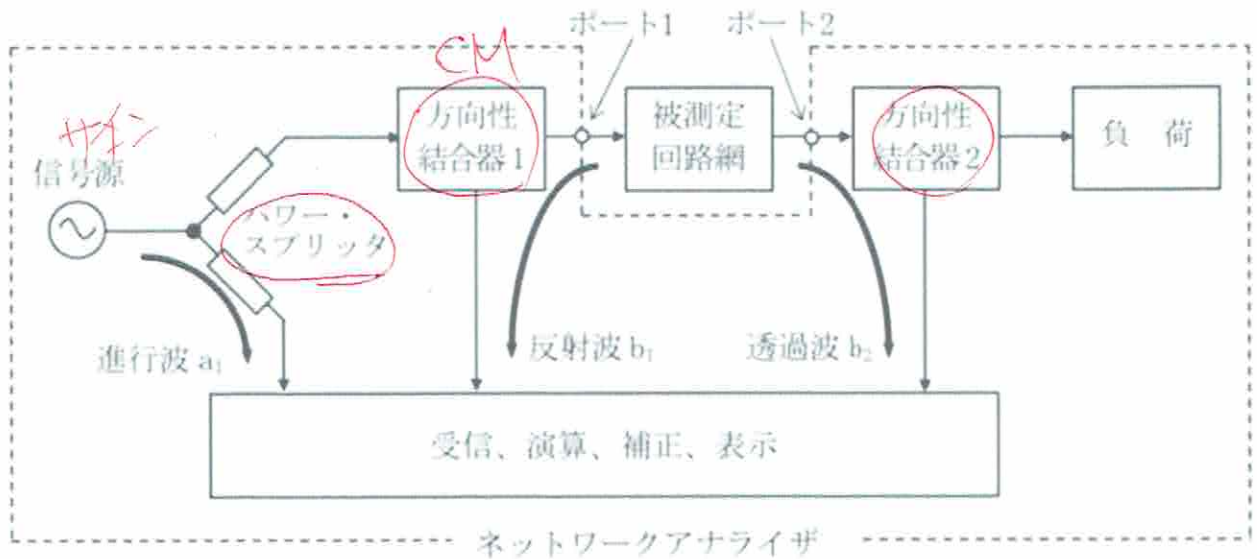 ポート1
ポート2
CM
サイン
信号源
方向性
結合器1
被測定
回路網
方向性
結合器2
負 荷
パワー・
スプリッタ
進行波 a₁
反射波 b₁
透過波 b₂
受信、演算、補正、表示
ネットワークアナライザ